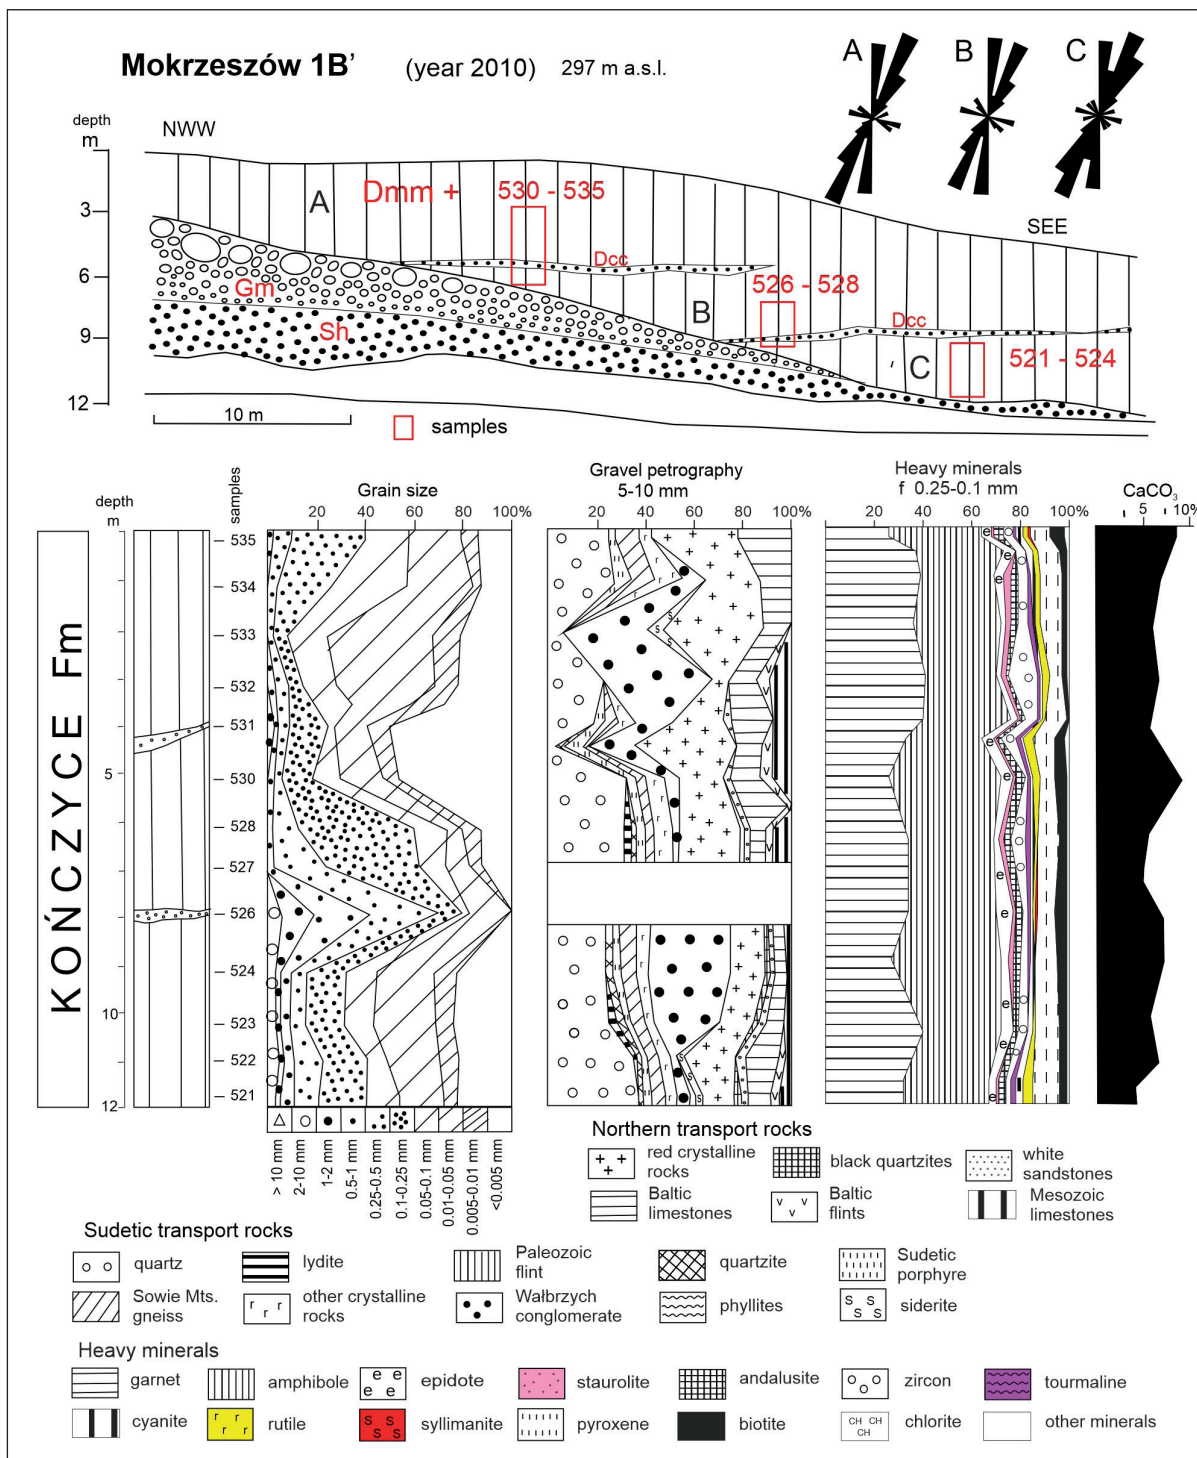 Mokrzeszów 1B’ (year 2010) 297 m a.s.l.
A B C
depth
m
NWW
SEE
3
6
9
12
A
Dmm +
530 - 535
Dcc
Gm
Sh
B
526 - 528
Dcc
C
521 - 524
10 m
samples
depth
m
samples
Grain size
20 40 60 80 100%
Gravel petrography
5-10 mm
20 40 60 80 100%
Heavy minerals
f 0.25-0.1 mm
20 40 60 80 100%
CaCO3
5 10%
KOŃCZYCE Fm
5
10
12
535
534
533
532
531
530
528
527
526
524
523
522
521
> 10 mm
2-10 mm
1-2 mm
0.5-1 mm
0.25-0.5 mm
0.1-0.25 mm
0.05-0.1 mm
0.01-0.05 mm
0.005-0.01 mm
<0.005 mm
Northern transport rocks
red crystalline
rocks
black quartzites
white
sandstones
Baltic
limestones
Baltic
flints
Mesozoic
limestones
Sudetic transport rocks
quartz
lydite
Paleozoic
flint
quartzite
Sudetic
porphyre
Sowie Mts.
gneiss
other crystalline
rocks
Wałbrzych
conglomerate
phyllites
siderite
Heavy minerals
garnet
amphibole
epidote
staurolite
andalusite
zircon
tourmaline
cyanite
rutile
syllimanite
pyroxene
biotite
chlorite
other minerals